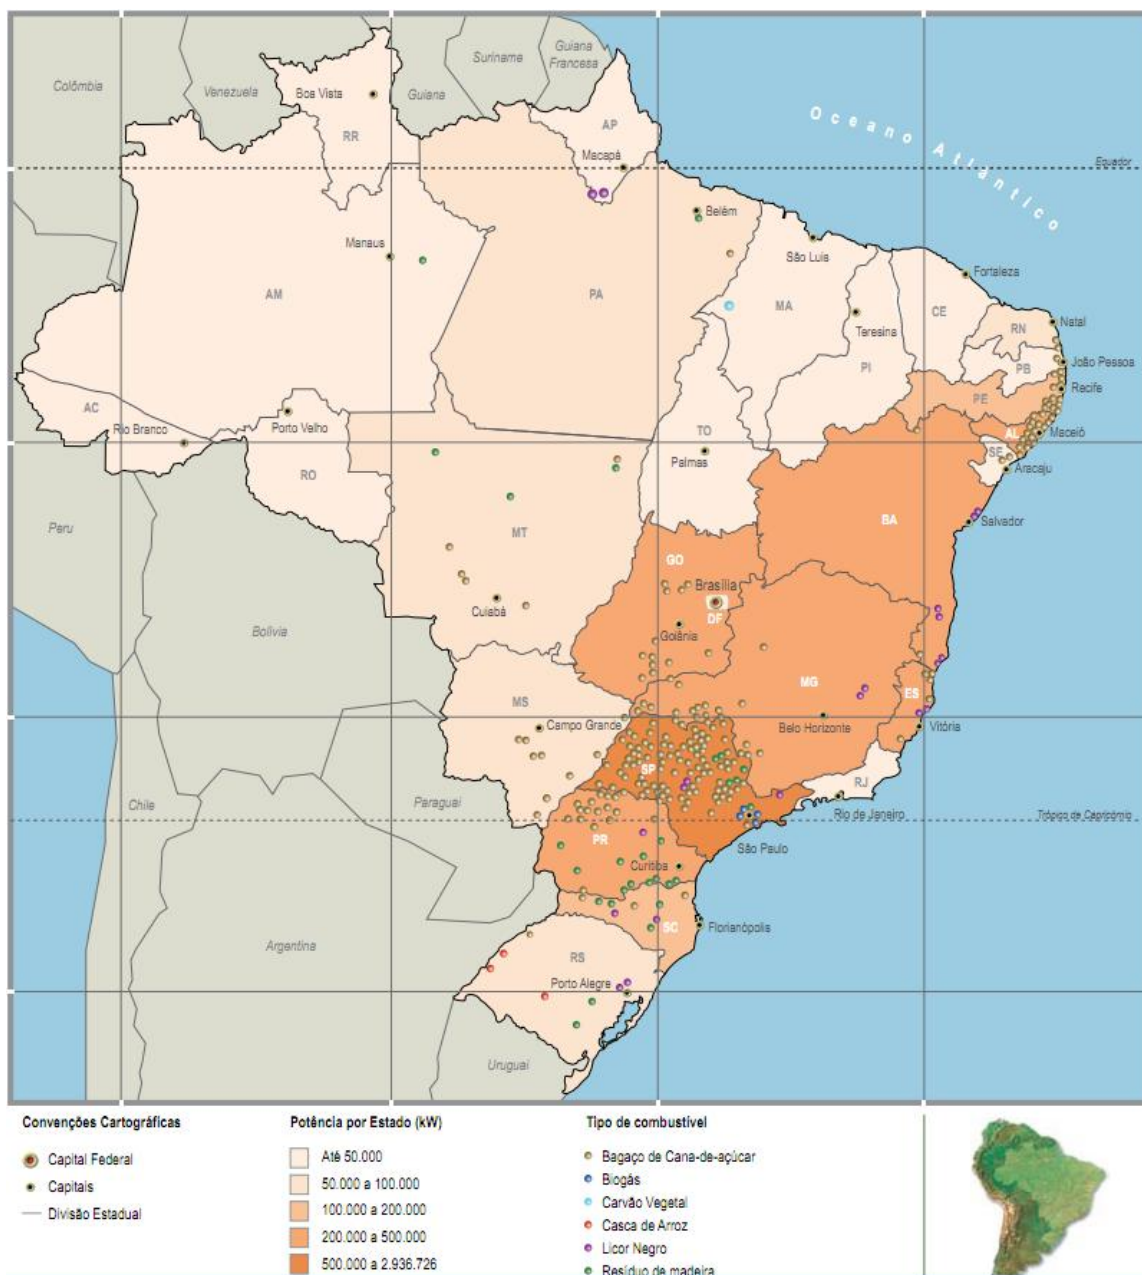 Colômbia
Venezuela
Suriname
Guiana
Francesa
Guiana
Boa Vista
RR
AP
Macapá
Oceano Atlântico
Equador
Belém
Manaus
São Luis
Fortaleza
AM
PA
MA
CE
Teresina
RN
Natal
PI
PB
João Pessoa
Recife
PE
AC
Rio Branco
Porto Velho
TO
AL
Maceió
SE
Aracaju
RO
Palmas
Peru
MT
BA
Salvador
GO
Brasília
DF
Cuiabá
Goiânia
Bolívia
MS
MG
ES
Campo Grande
Belo Horizonte
Vitória
SP
RJ
Chile
Paraguai
Rio de Janeiro
Trópico de Capricórnio
PR
São Paulo
Curitiba
SC
Florianópolis
Argentina
RS
Porto Alegre
Uruguai
Convenções Cartográficas
Capital Federal
Capitais
Divisão Estadual
Potência por Estado (kW)
Até 50.000
50.000 a 100.000
100.000 a 200.000
200.000 a 500.000
500.000 a 2.936.726
Tipo de combustível
Bagaço de Cana-de-açúcar
Biogás
Carvão Vegetal
Casca de Arroz
Licor Negro
Resíduo de madeira